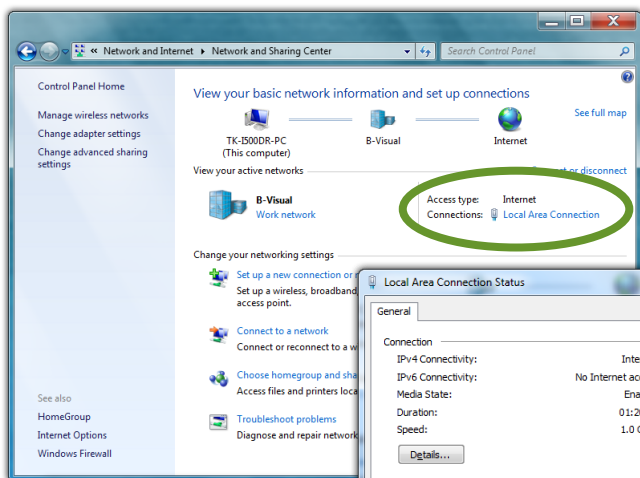 « Network and Internet ▸ Network and Sharing Center
Search Control Panel
Control Panel Home
Manage wireless networks
Change adapter settings
Change advanced sharing
settings
See also
HomeGroup
Internet Options
Windows Firewall
View your basic network information and set up connections
See full map
TK-I500DR-PC
(This computer)
B-Visual
Internet
View your active networks
or disconnect
B-Visual
Work network
Access type: Internet
Connections: Local Area Connection
Change your networking settings
Set up a new connection or
Set up a wireless, broadband,
access point.
Connect to a network
Connect or reconnect to a
Choose homegroup and
Access files and printers
Troubleshoot problems
Diagnose and repair network
Local Area Connection Status
General
Connection
IPv4 Connectivity:
IPv6 Connectivity: No Internet
Media State:
Duration:
Speed: 1.0
Details...